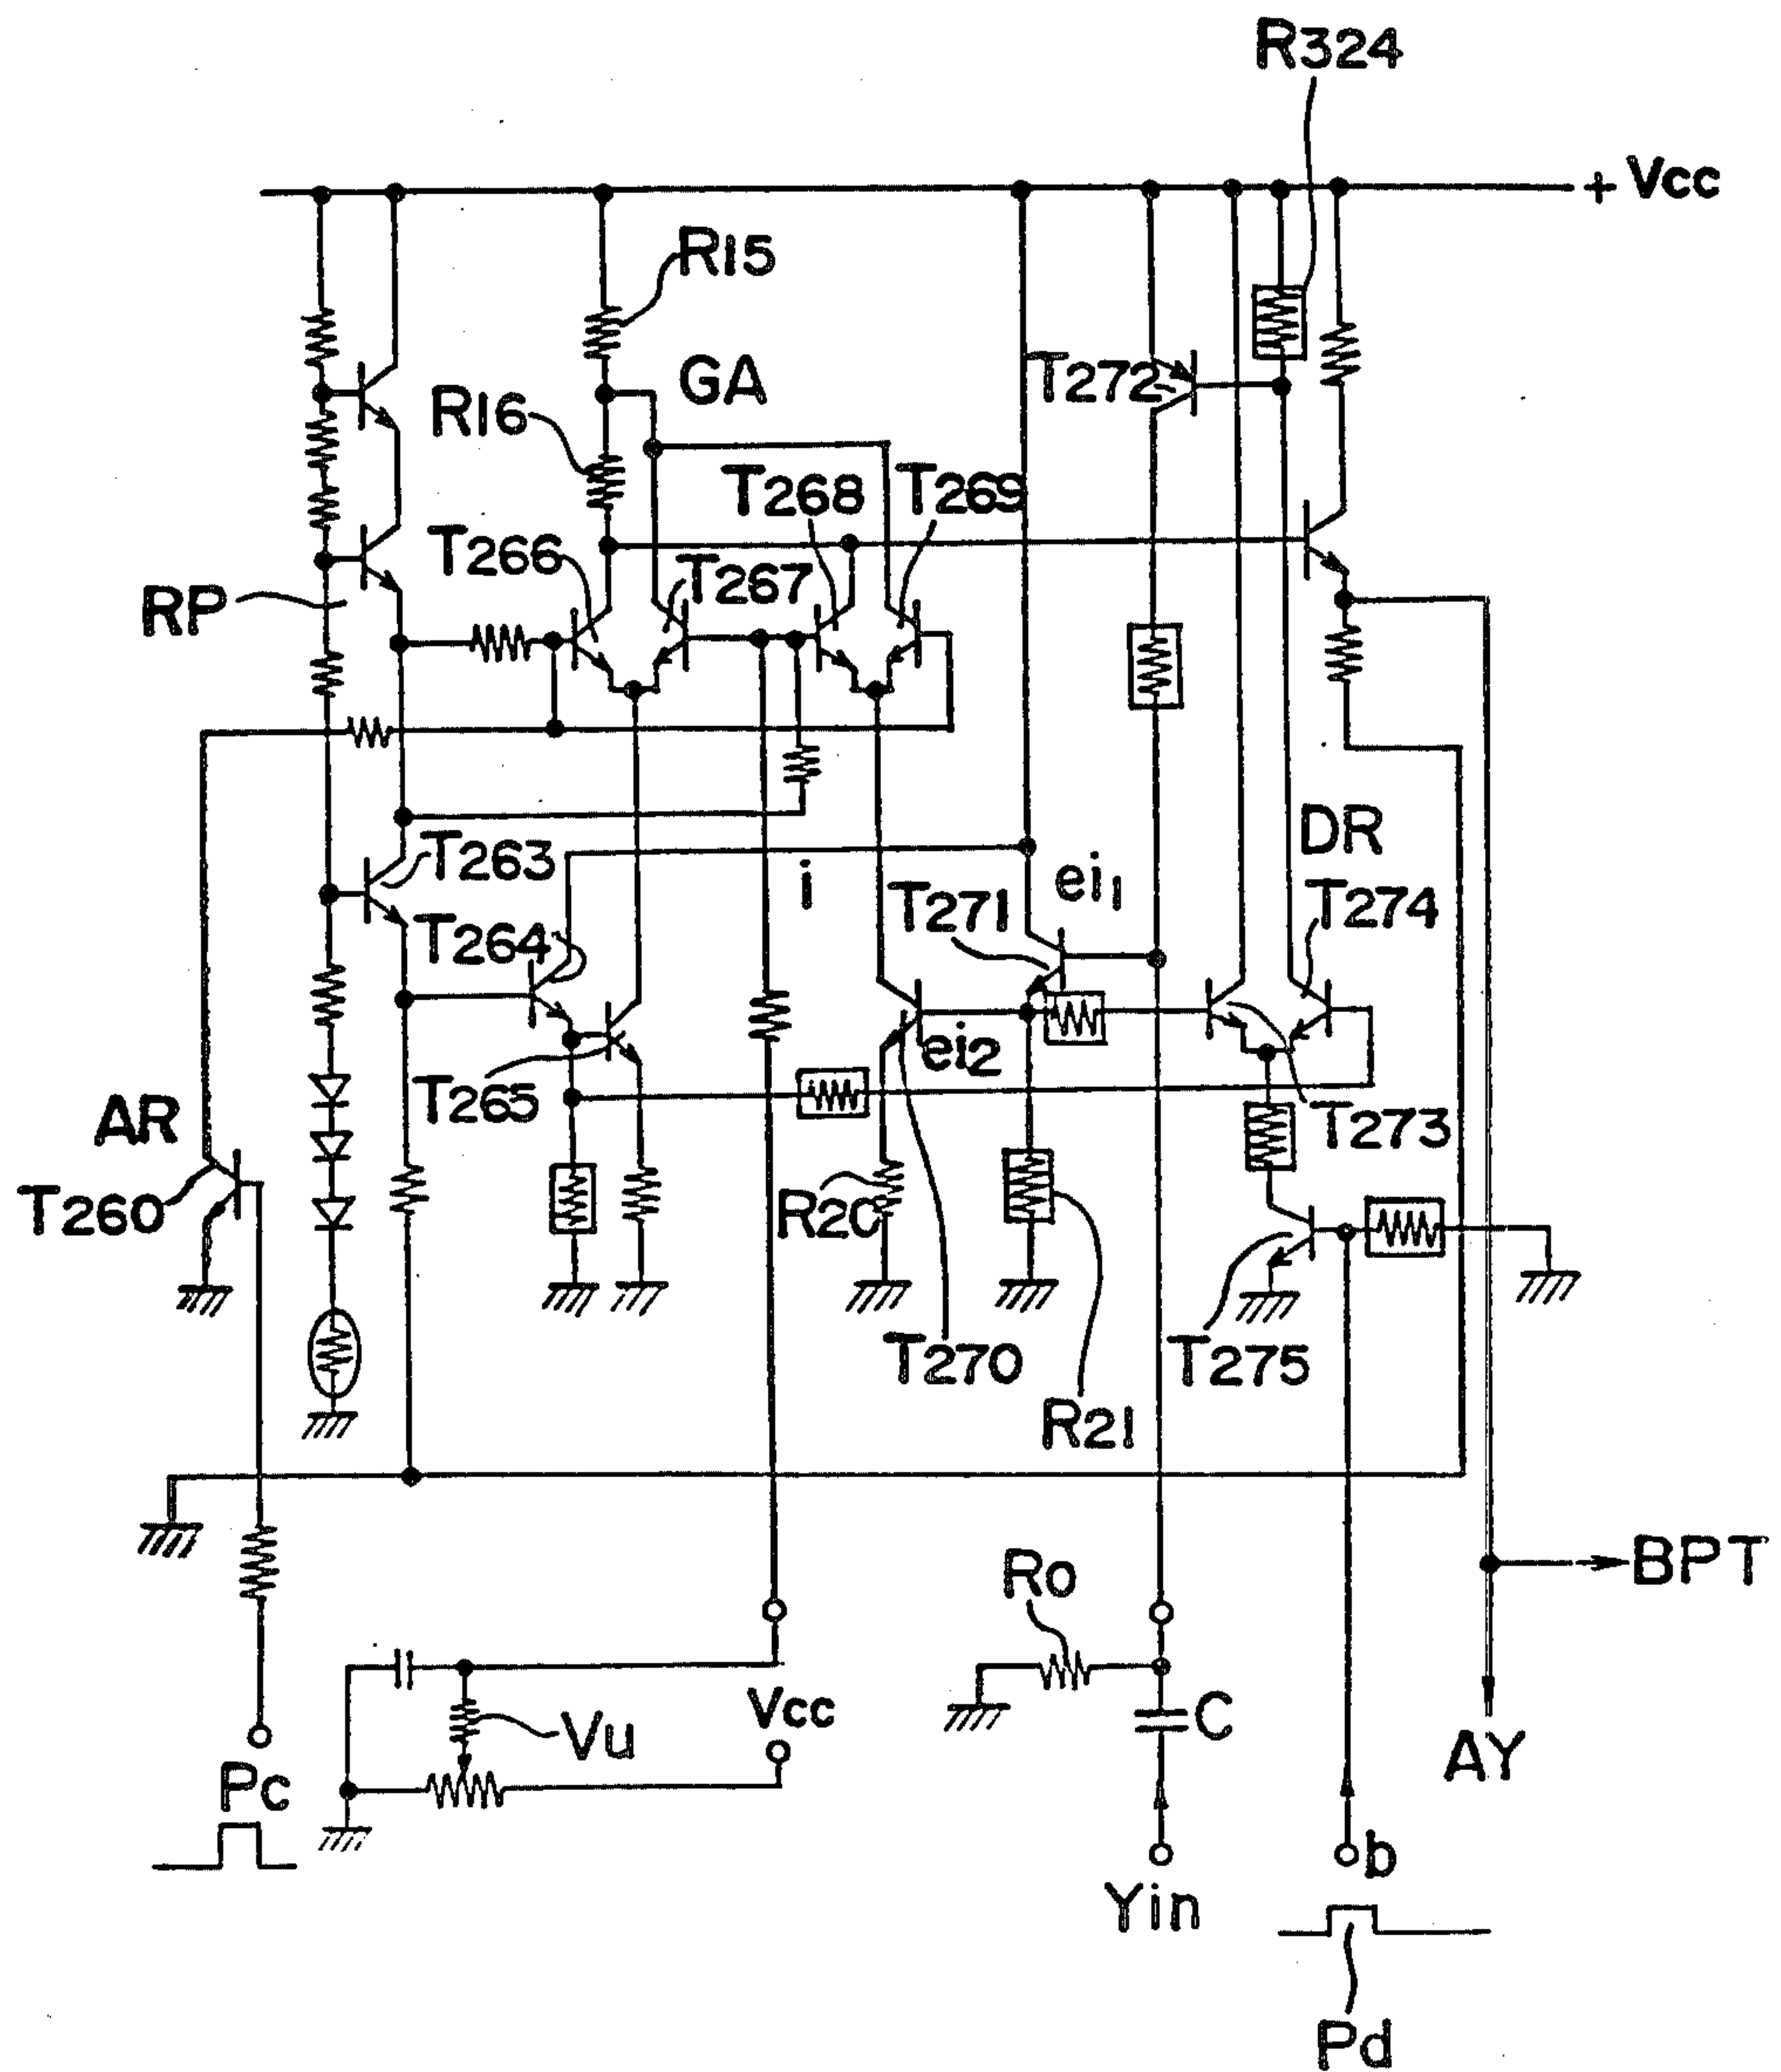 R324
+ Vcc
R15
GA
T272
R16
T268
T269
T266
T267
RP
DR
T263
i
ei1
T271
T274
T264
ei2
T265
AR
T273
T260
R20
T270
T275
R21
BPT
Ro
Vcc
C
Vu
AY
Pc
b
Yin
Pd